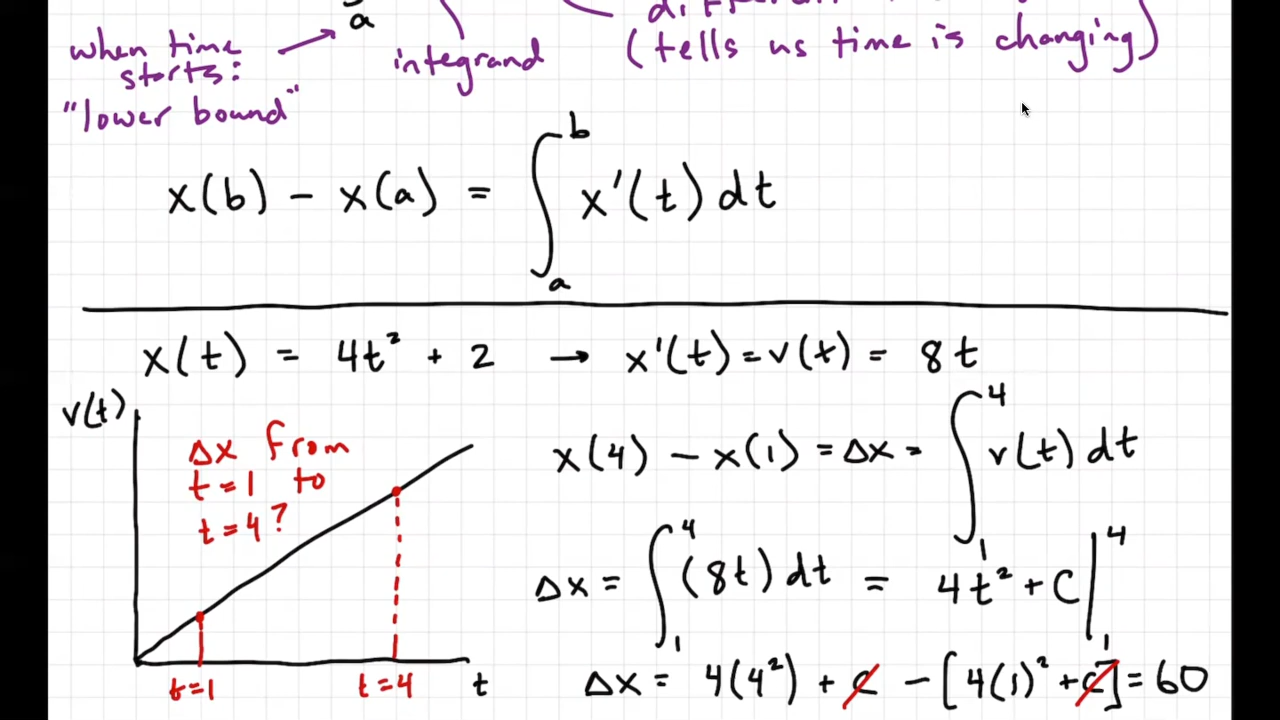 a
when time
starts:
"lower bound"
integrand
(tells us time is changing)
x(b) - x(a) = ∫_a^b x'(t) dt
x(t) = 4t² + 2 → x'(t) = v(t) = 8t
v(t)
Δx from
t=1 to
t=4?
t=1
t=4
t
x(4) - x(1) = Δx = ∫_1^4 v(t) dt
Δx = ∫_1^4 (8t) dt = 4t² + C |_1^4
Δx = 4(4²) + c - [4(1)² + c] = 60